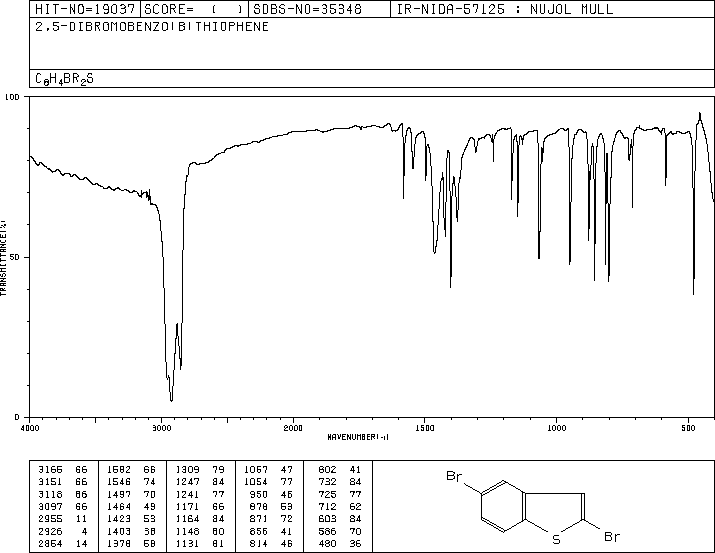 HIT-NO=19037 SCORE= ( ) SDBS-NO=35348 IR-NIDA-57125 : NUJOL MULL
2,5-DIBROMOBENZO(B)THIOPHENE
C8H4BR2S
100
50
0
TRANSMITTANCE(%)
4000 3000 2000 1500 1000 500
WAVENUMBER(-1)
3165 66 1582 66 1309 79 1067 47 802 41
3151 66 1546 74 1247 84 1054 77 732 84
3118 66 1497 70 1241 77 950 46 725 77
3097 66 1464 49 1171 66 878 53 712 62
2955 11 1423 53 1164 84 871 72 603 84
2926 4 1403 38 1148 60 856 41 586 70
2854 14 1378 58 1131 81 814 46 480 36
Br
Br
S